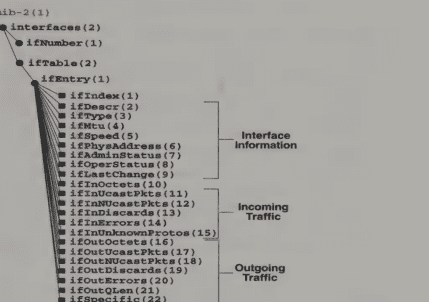 ib-2(1)
interfaces(2)
ifNumber(1)
ifTable(2)
ifEntry(1)
ifIndex(1)
ifDescr(2)
ifType(3)
ifMtu(4)
ifSpeed(5)
ifPhysAddress(6)
ifAdminStatus(7)
ifOperStatus(8)
ifLastChange(9)
Interface
Information
ifInOctets(10)
ifInUcastPkts(11)
ifInNUcastPkts(12)
ifInDiscards(13)
ifInErrors(14)
ifInUnknownProtos(15)
Incoming
Traffic
ifOutOctets(16)
ifOutUcastPkts(17)
ifOutNUcastPkts(18)
ifOutDiscards(19)
ifOutErrors(20)
ifOutQLen(21)
ifSpecific(22)
Outgoing
Traffic